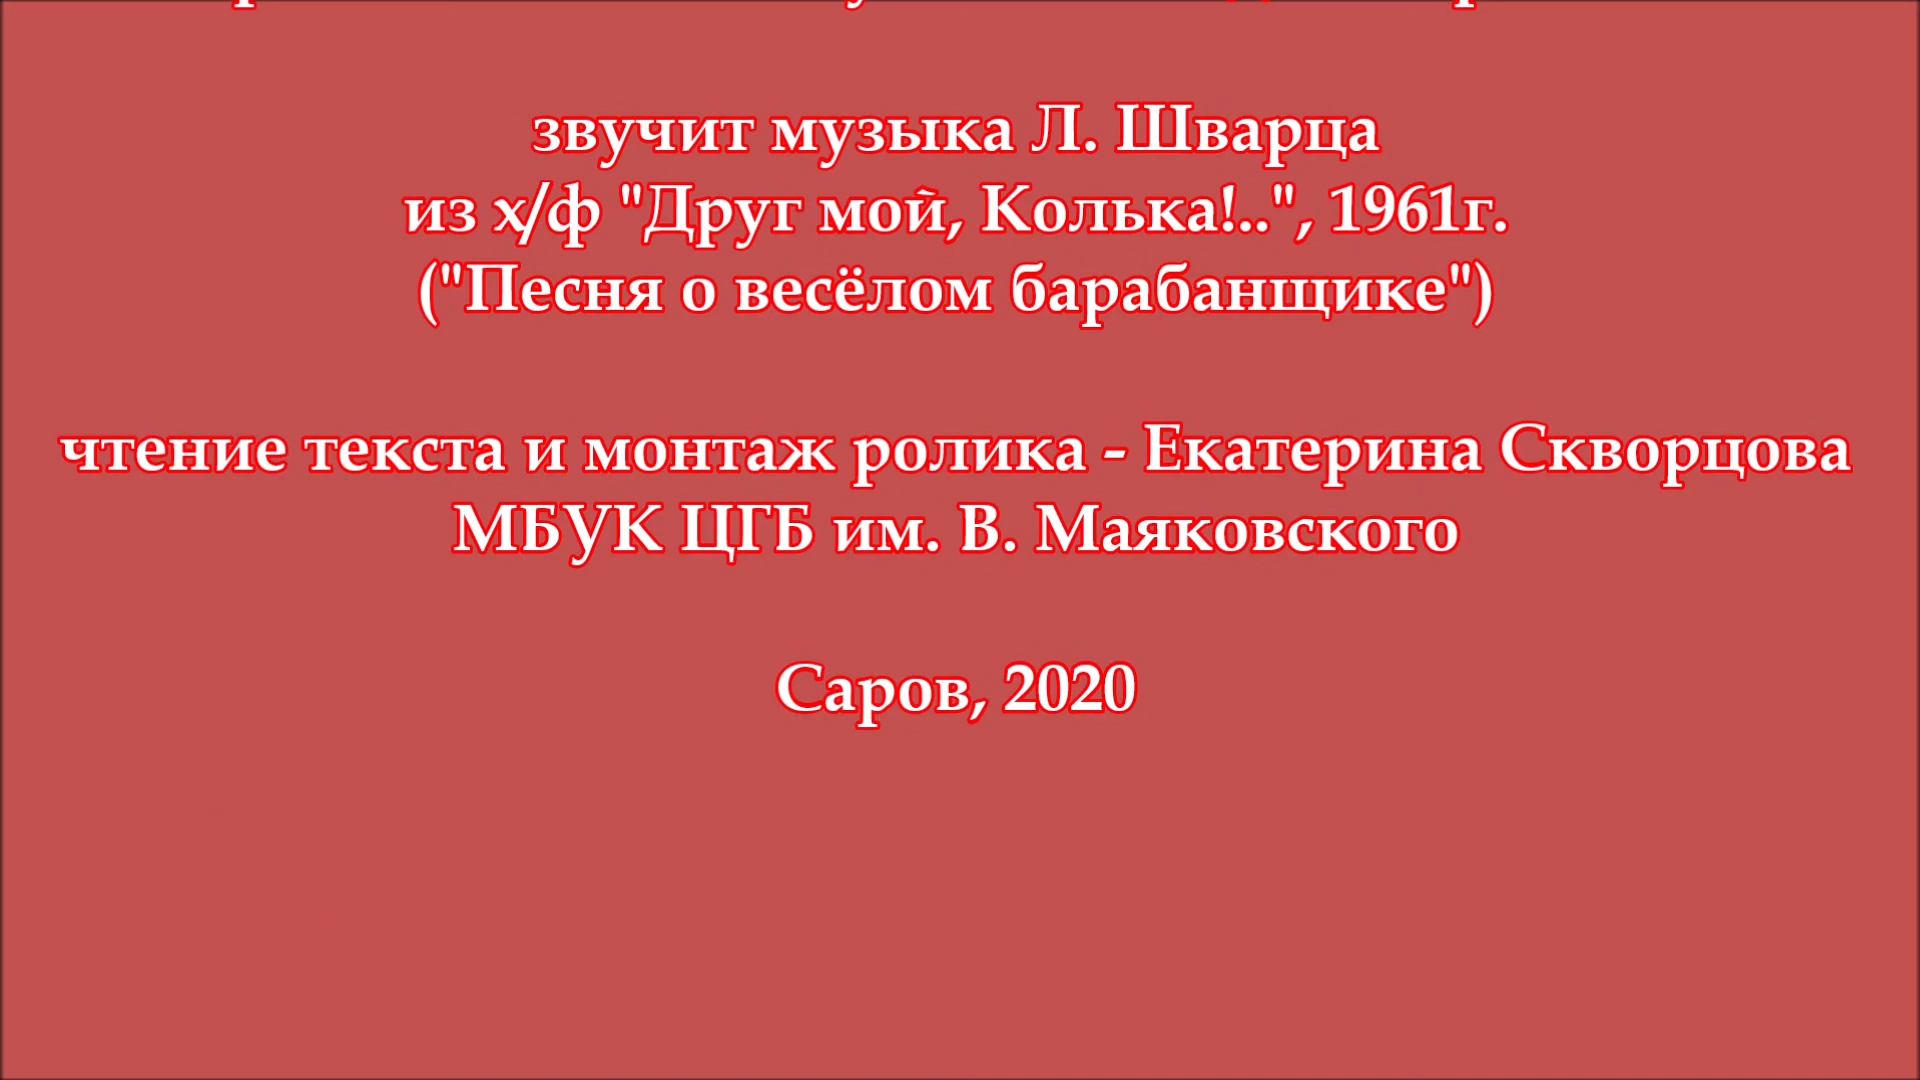 звучит музыка Л. Шварца
из х/ф "Друг мой, Колька!..", 1961г.
("Песня о весёлом барабанщике")
чтение текста и монтаж ролика - Екатерина Скворцова
МБУК ЦГБ им. В. Маяковского
Саров, 2020